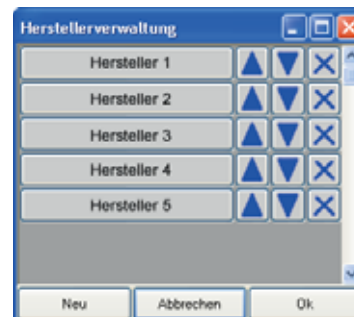 Herstellerverwaltung
Hersteller 1
Hersteller 2
Hersteller 3
Hersteller 4
Hersteller 5
Neu Abbrechen Ok